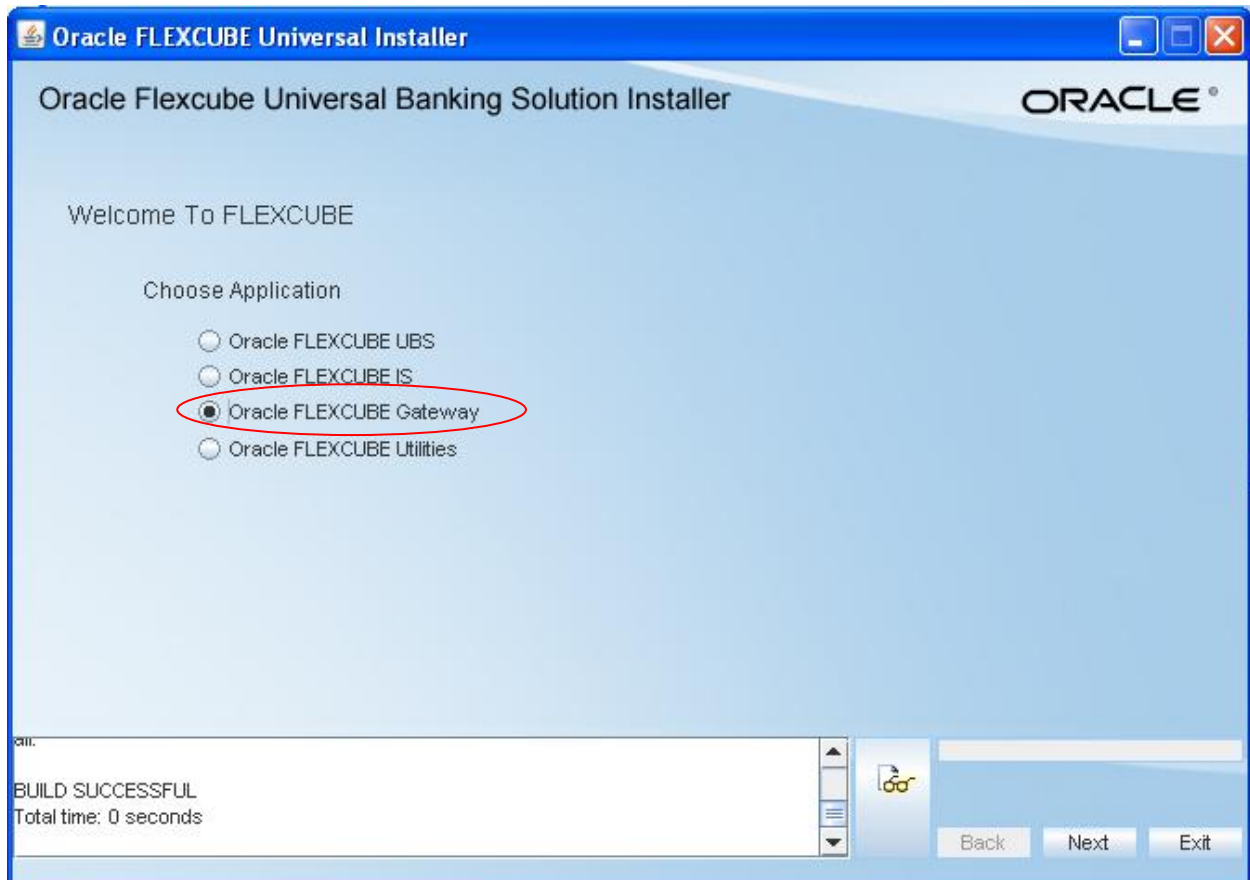 Oracle FLEXCUBE Universal Installer
Oracle Flexcube Universal Banking Solution Installer
ORACLE®
Welcome To FLEXCUBE
Choose Application
Oracle FLEXCUBE UBS
Oracle FLEXCUBE IS
Oracle FLEXCUBE Gateway
Oracle FLEXCUBE Utilities
BUILD SUCCESSFUL
Total time: 0 seconds
Back Next Exit